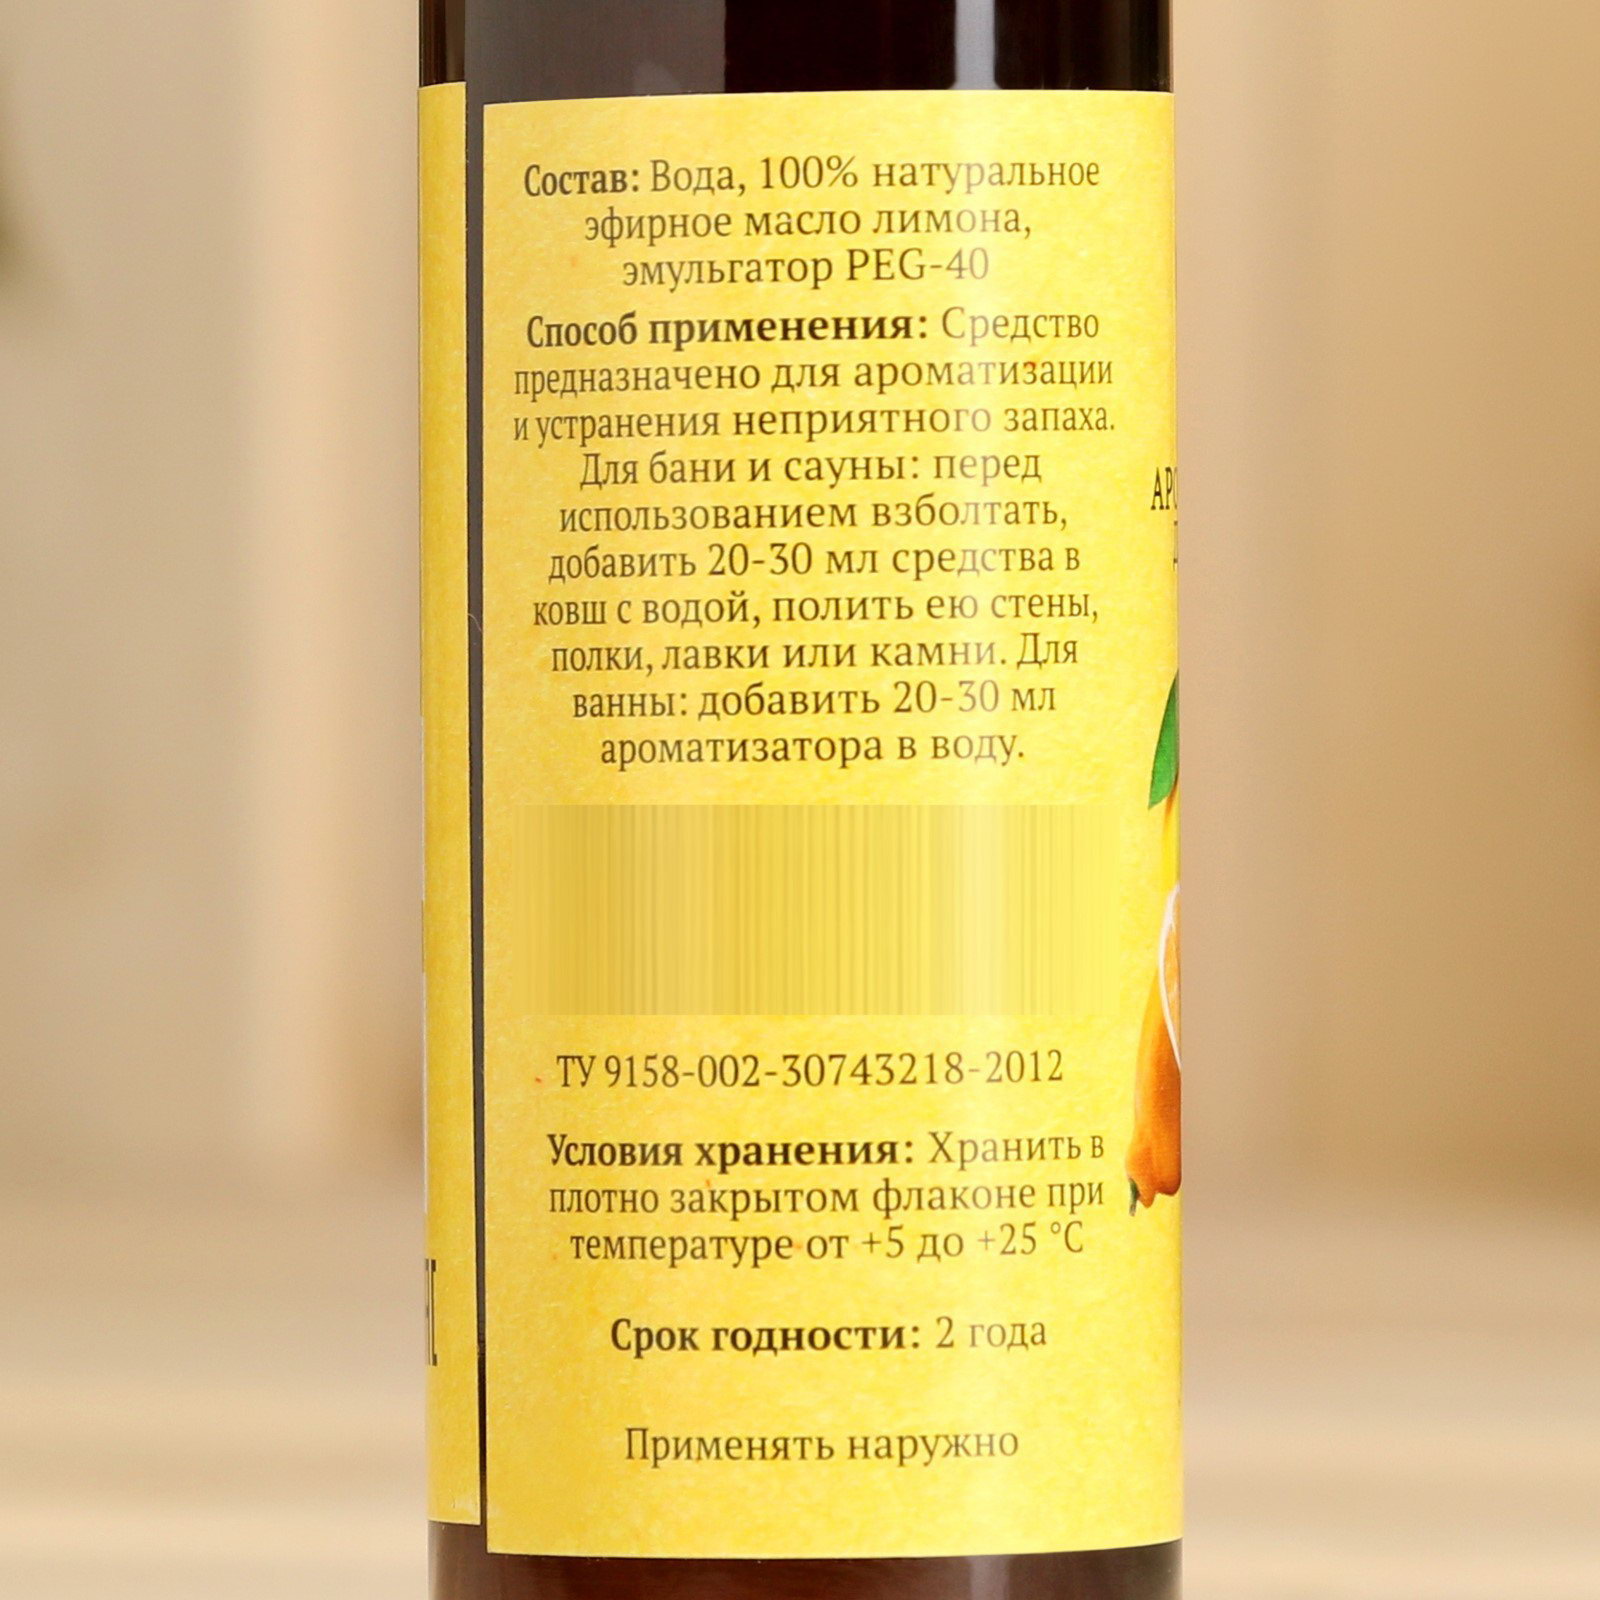 Состав: Вода, 100% натуральное
эфирное масло лимона,
эмульгатор PEG-40
Способ применения: Средство
предназначено для ароматизации
и устранения неприятного запаха.
Для бани и сауны: перед
использованием взболтать,
добавить 20-30 мл средства в
ковш с водой, полить ею стены,
полки, лавки или камни. Для
ванны: добавить 20-30 мл
ароматизатора в воду.
ТУ 9158-002-30743218-2012
Условия хранения: Хранить в
плотно закрытом флаконе при
температуре от +5 до +25 °C
Срок годности: 2 года
Применять наружно